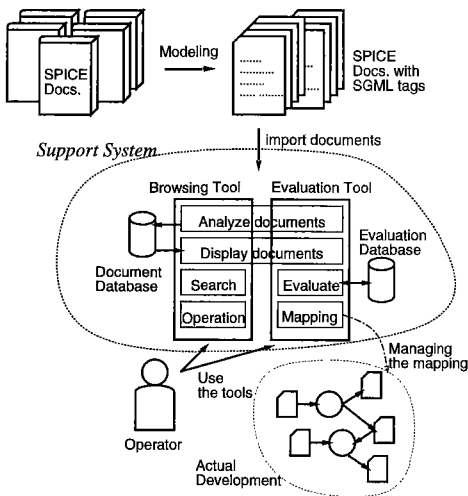 SPICE
Docs.
Modeling
SPICE
Docs. with
SGML tags
import documents
Support System
Browsing Tool
Evaluation Tool
Analyze documents
Display documents
Search
Operation
Evaluate
Mapping
Document
Database
Evaluation
Database
Managing
the mapping
Use
the tools
Operator
Actual
Development